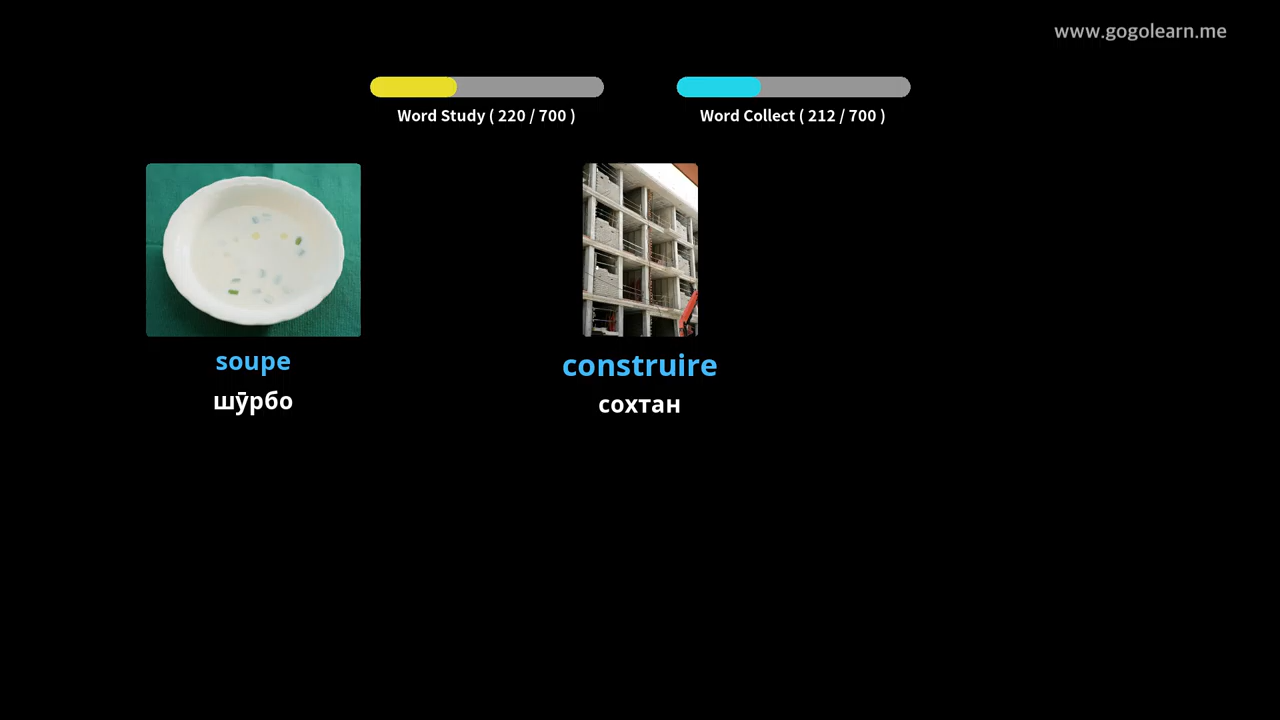 www.gogolearn.me
Word Study ( 220 / 700 )
Word Collect ( 212 / 700 )
soupe
шӯрбо
construire
сохтан